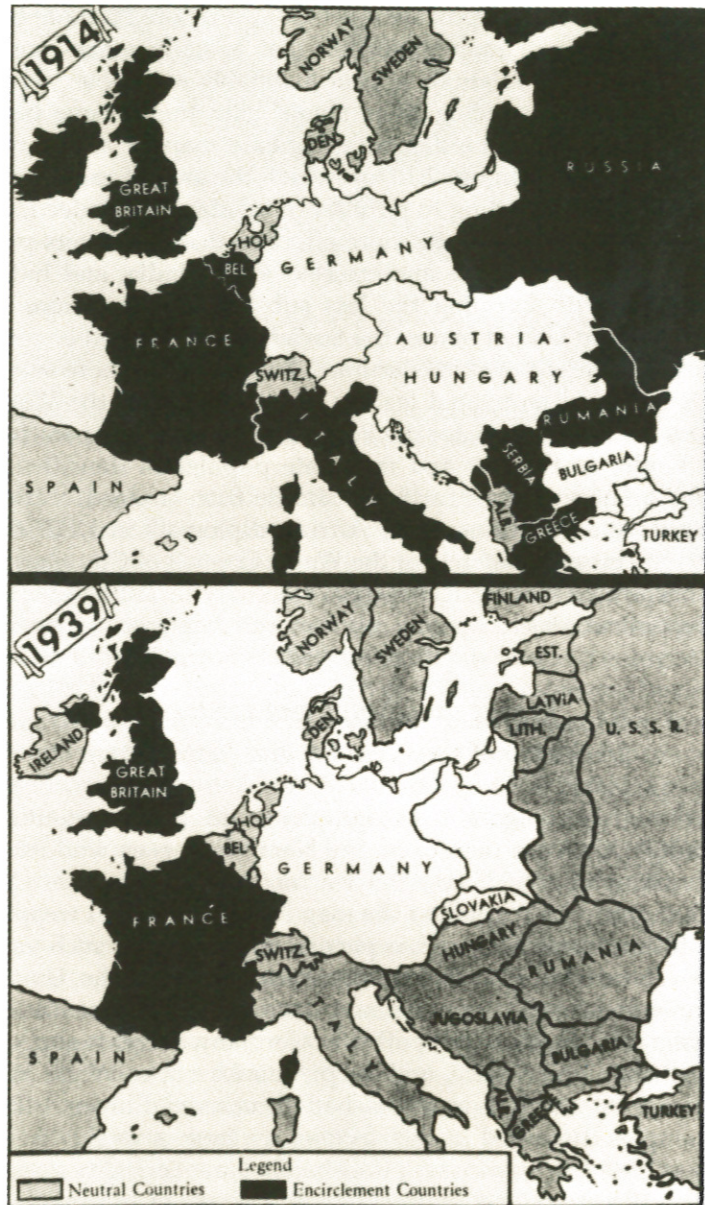 1914
NORWAY
SWEDEN
DEN.
RUSSIA
GREAT
BRITAIN
HOL.
BEL.
GERMANY
FRANCE
AUSTRIA-
HUNGARY
SWITZ.
ITALY
RUMANIA
SERBIA
BULGARIA
SPAIN
ALB.
GREECE
TURKEY
1939
FINLAND
NORWAY
SWEDEN
EST.
LATVIA
LITH.
U. S. S. R.
IRELAND
DEN.
GREAT
BRITAIN
HOL.
BEL.
GERMANY
SLOVAKIA
FRANCE
SWITZ.
HUNGARY
RUMANIA
ITALY
JUGOSLAVIA
BULGARIA
SPAIN
ALB.
GREECE
TURKEY
Legend
Neutral Countries
Encirclement Countries